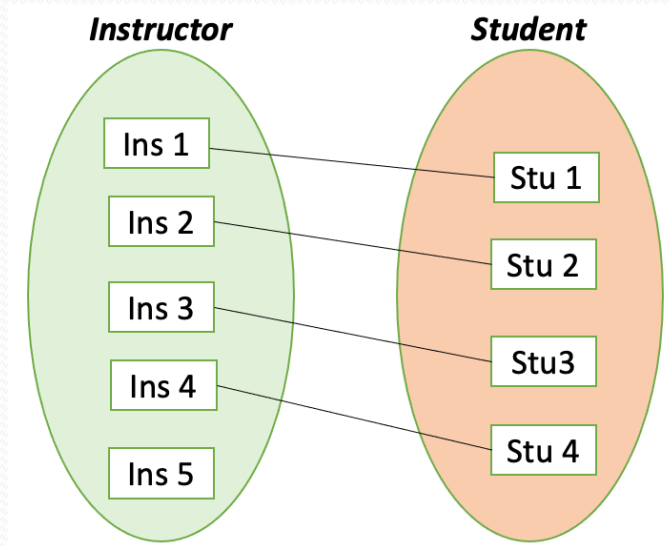 Instructor
Student
Ins 1
Ins 2
Ins 3
Ins 4
Ins 5
Stu 1
Stu 2
Stu3
Stu 4